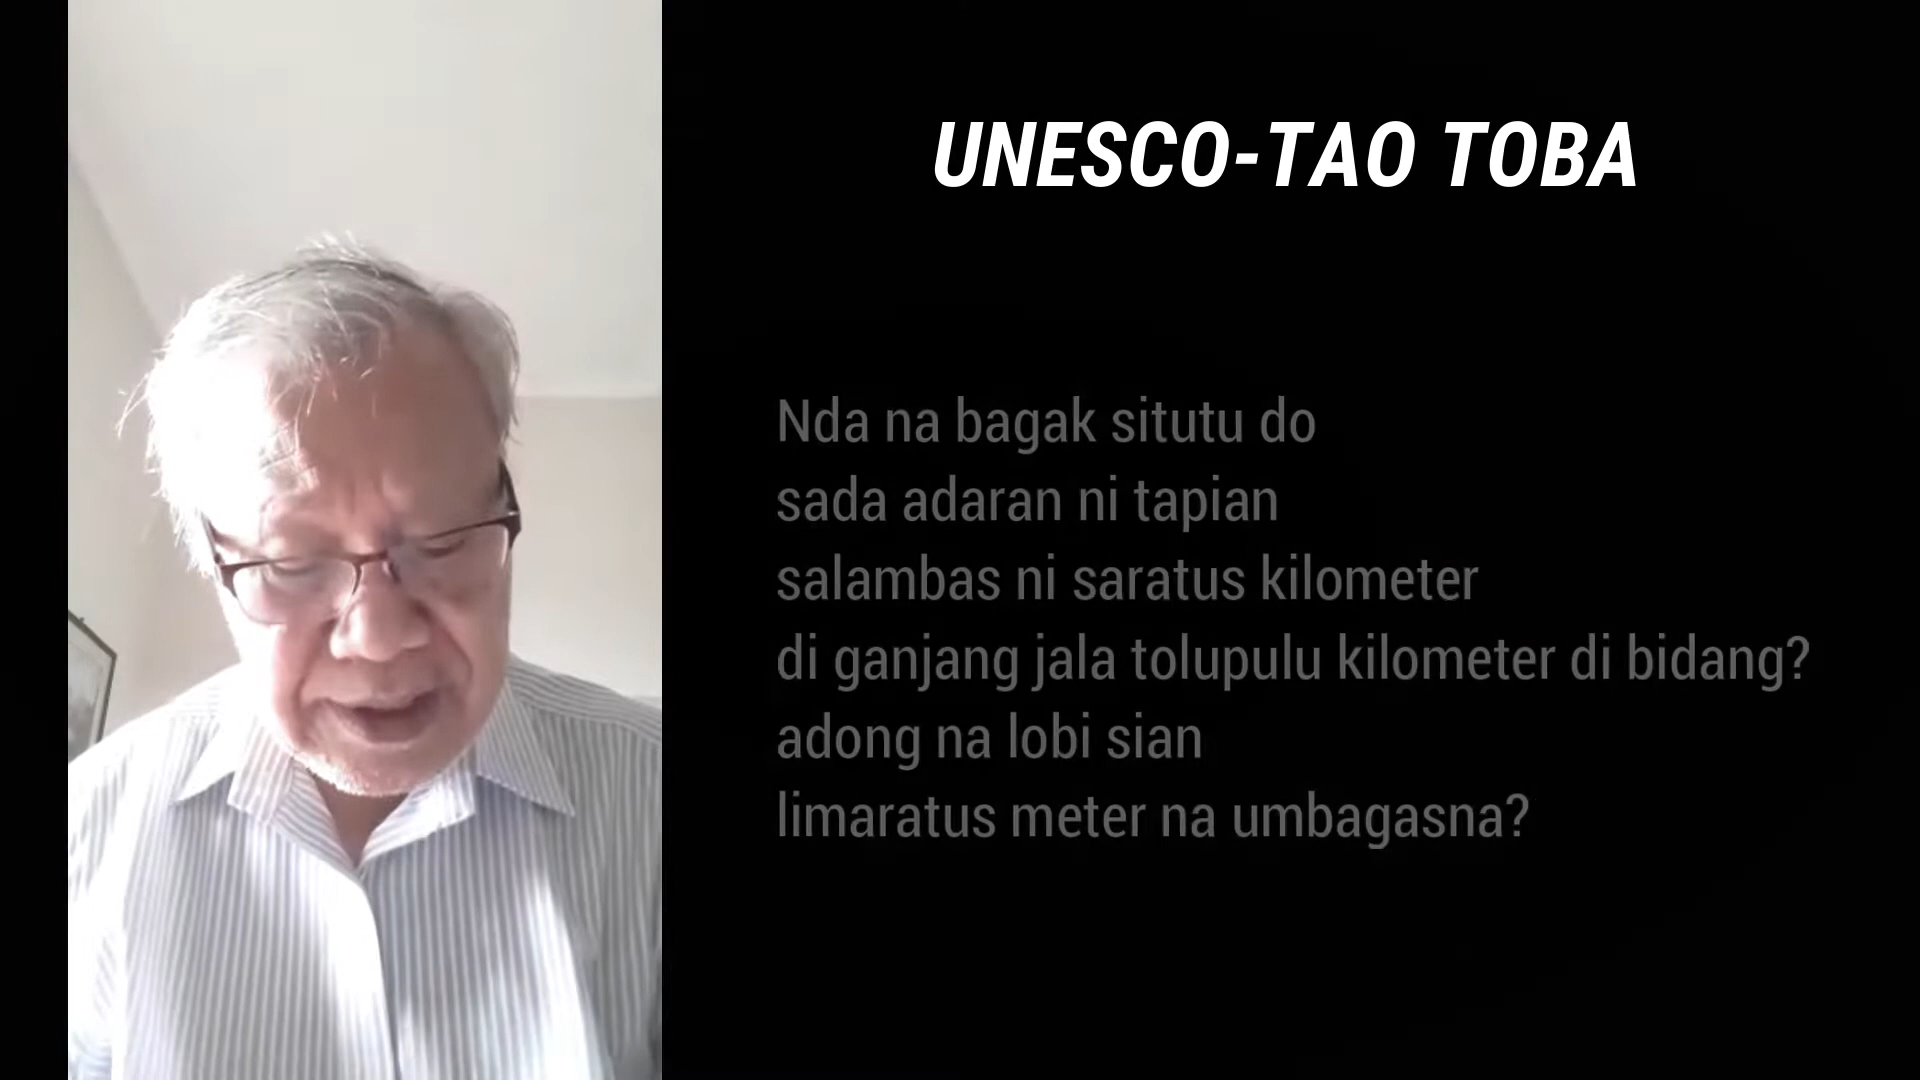 UNESCO-TAO TOBA
Nda na bagak situtu do
sada adaran ni tapian
salambas ni saratus kilometer
di ganjang jala tolupulu kilometer di bidang?
adong na lobi sian
limaratus meter na umbagasna?